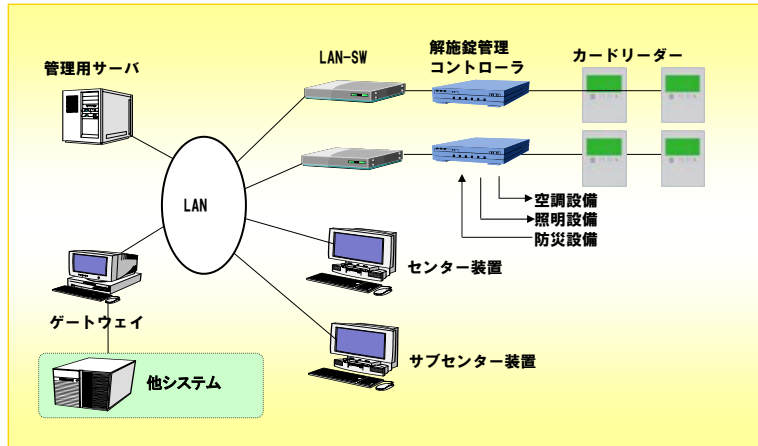 管理用サーバ
LAN-SW
解施錠管理
コントローラ
カードリーダー
LAN
空調設備
照明設備
防災設備
センター装置
ゲートウェイ
サブセンター装置
他システム